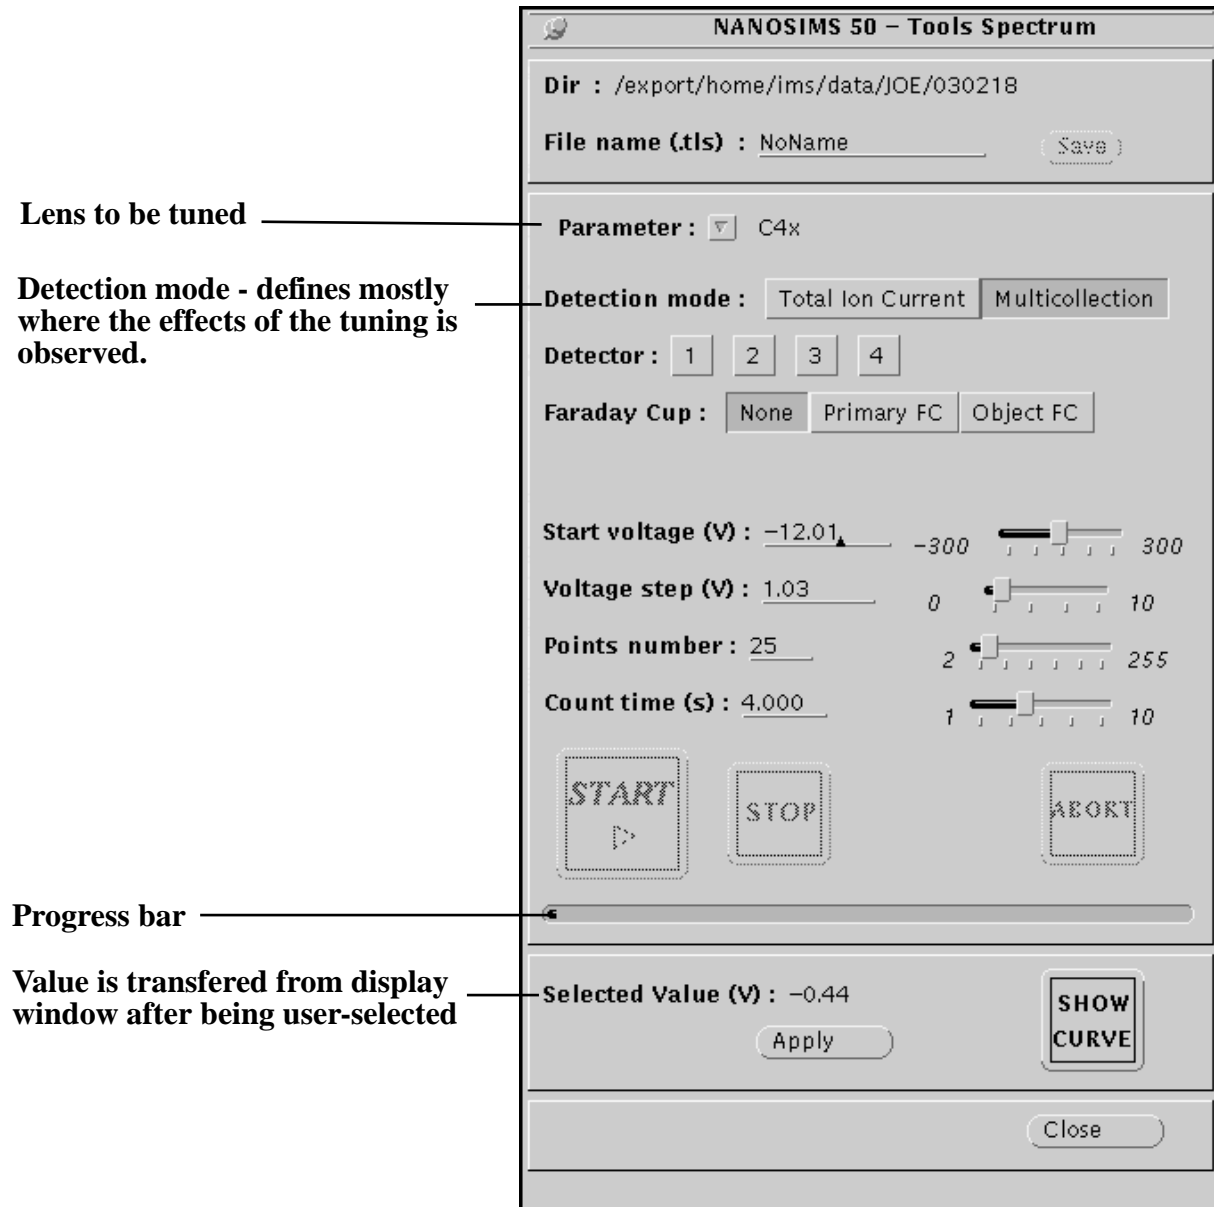 NANOSIMS 50 – Tools Spectrum
Dir : /export/home/ims/data/JOE/030218
File name (.tls) : NoName Save
Lens to be tuned
Parameter : C4x
Detection mode - defines mostly
where the effects of the tuning is
observed.
Detection mode : Total Ion Current Multicollection
Detector : 1 2 3 4
Faraday Cup : None Primary FC Object FC
Start voltage (V) : −12.01 −300 300
Voltage step (V) : 1.03 0 10
Points number : 25 2 255
Count time (s) : 4.000 1 10
START STOP ABORT
Progress bar
Value is transfered from display
window after being user-selected
Selected Value (V) : −0.44
SHOW
CURVE
Apply
Close